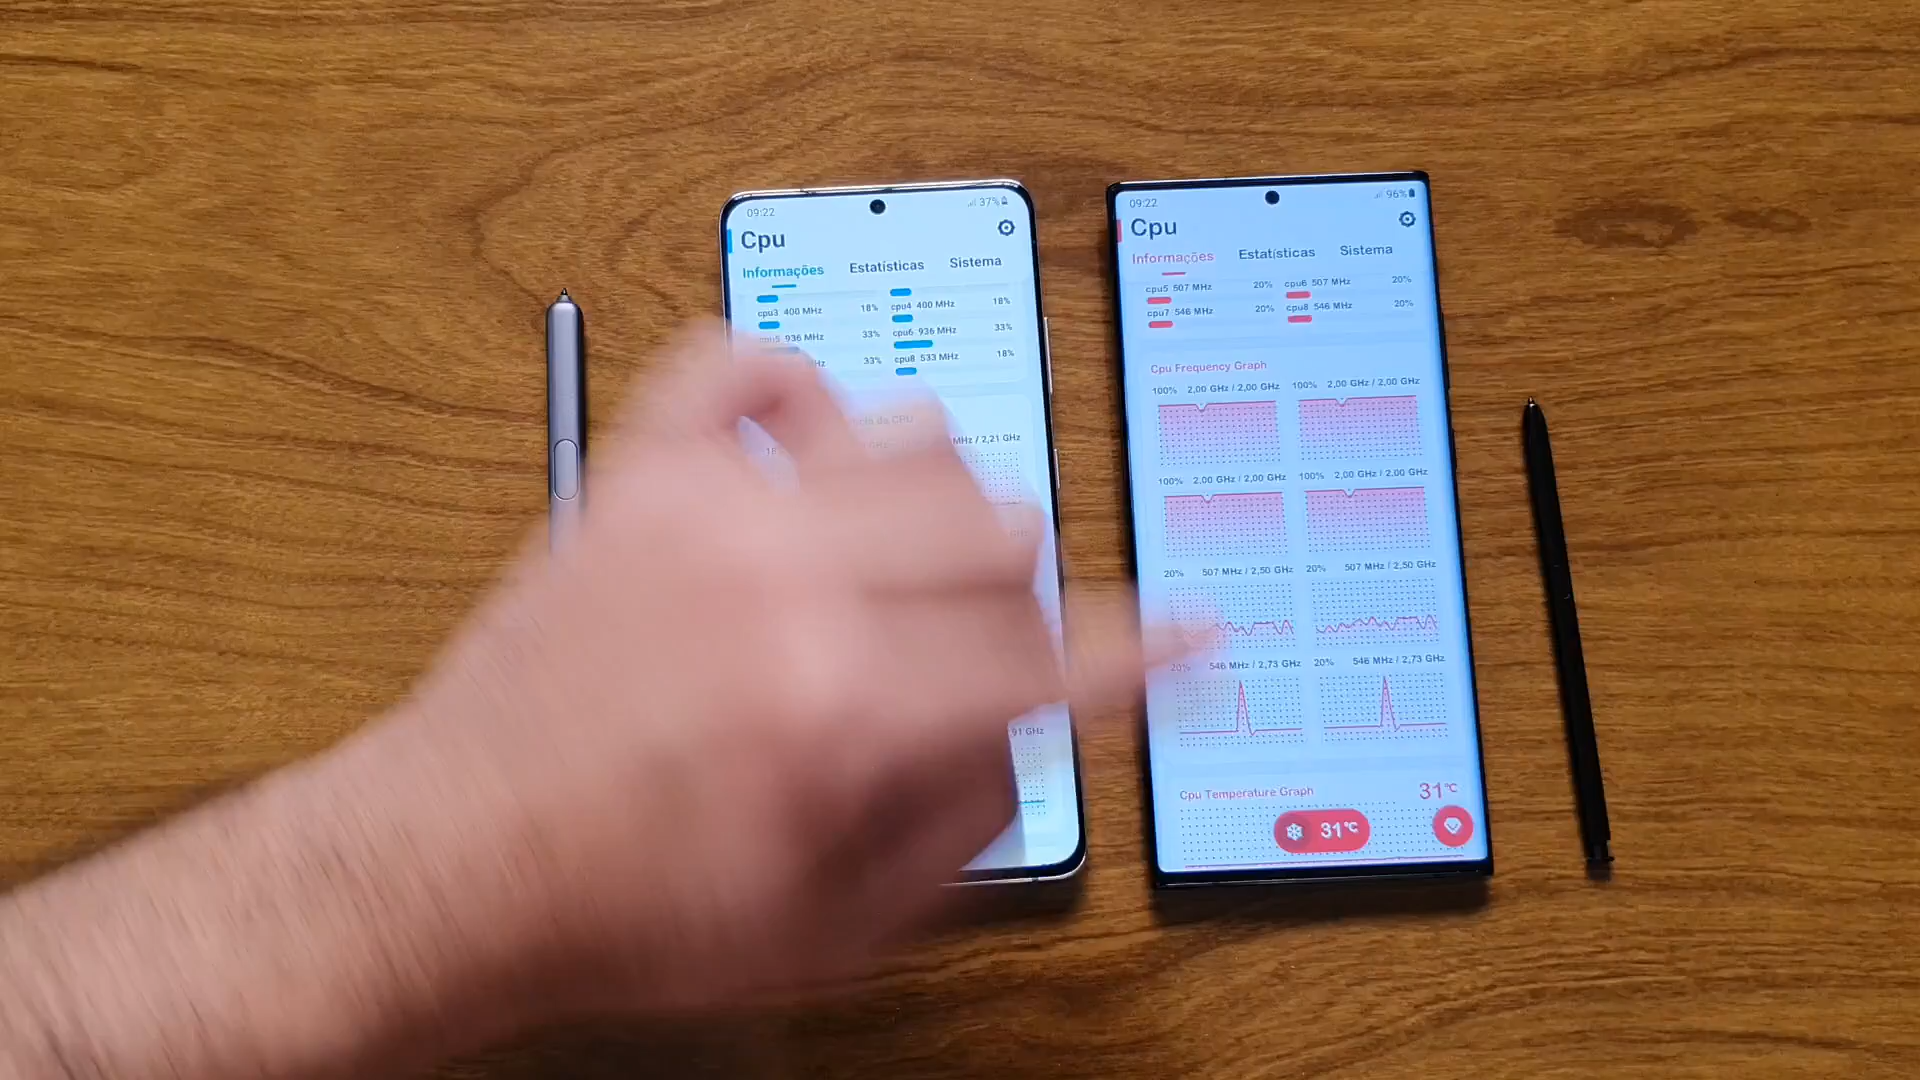 09:22
37%
Cpu
Informações Estatísticas Sistema
cpu3 400 MHz 18% cpu4 400 MHz 18%
cpu5 936 MHz 33% cpu6 936 MHz 33%
33% cpu8 533 MHz 18%
da CPU
MHz / 2,21 GHz
GHz
91 GHz
09:22
96%
Cpu
Informações Estatísticas Sistema
cpu5 507 MHz 20% cpu6 507 MHz 20%
cpu7 546 MHz 20% cpu8 546 MHz 20%
Cpu Frequency Graph
100% 2,00 GHz / 2,00 GHz 100% 2,00 GHz / 2,00 GHz
100% 2,00 GHz / 2,00 GHz 100% 2,00 GHz / 2,00 GHz
20% 507 MHz / 2,50 GHz 20% 507 MHz / 2,50 GHz
20% 546 MHz / 2,73 GHz 20% 546 MHz / 2,73 GHz
Cpu Temperature Graph 31°C
31°C